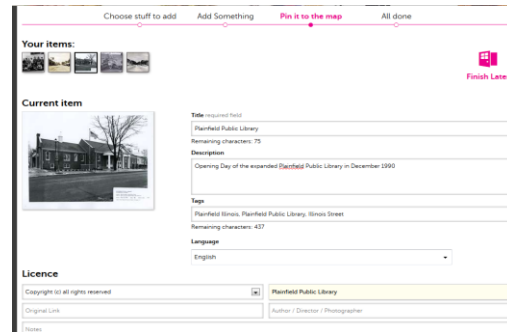 Choose stuff to add Add Something Pin it to the map All done
Your items:
Finish Late
Current item
Title required field
Plainfield Public Library
Remaining characters: 75
Description
Opening Day of the expanded Plainfield Public Library in December 1990
Tags
Plainfield Illinois, Plainfield Public Library, Illinois Street
Remaining characters: 437
Language
English
Licence
Copyright (c) all rights reserved
Plainfield Public Library
Original Link
Author / Director / Photographer
Notes